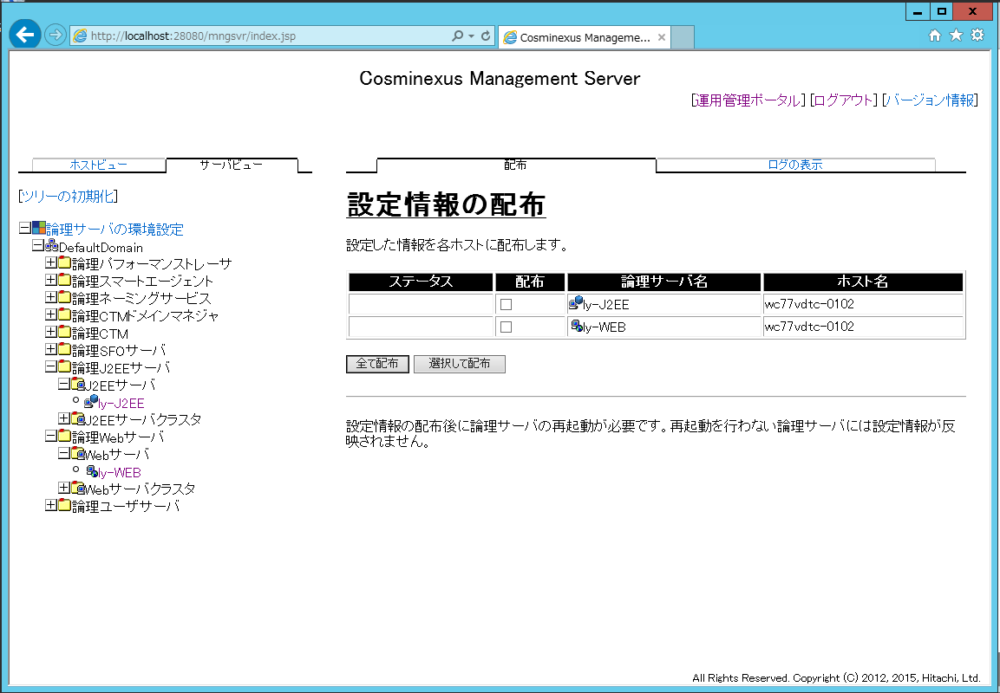 http://localhost:28080/mngsvr/index.jsp
Cosminexus Manageme...
Cosminexus Management Server
[運用管理ポータル] [ログアウト] [バージョン情報]
ホストビュー サーバビュー
配布 ログの表示
[ツリーの初期化]
論理サーバの環境設定
DefaultDomain
論理パフォーマンストレーサ
論理スマートエージェント
論理ネーミングサービス
論理CTMドメインマネジャ
論理CTM
論理SFOサーバ
論理J2EEサーバ
J2EEサーバ
ly-J2EE
J2EEサーバクラスタ
論理Webサーバ
Webサーバ
ly-WEB
Webサーバクラスタ
論理ユーザサーバ
設定情報の配布
設定した情報を各ホストに配布します。
ステータス 配布 論理サーバ名 ホスト名
ly-J2EE wc77vdtc-0102
ly-WEB wc77vdtc-0102
全て配布 選択して配布
設定情報の配布後に論理サーバの再起動が必要です。再起動を行わない論理サーバには設定情報が反
映されません。
All Rights Reserved. Copyright (C) 2012, 2015, Hitachi, Ltd.